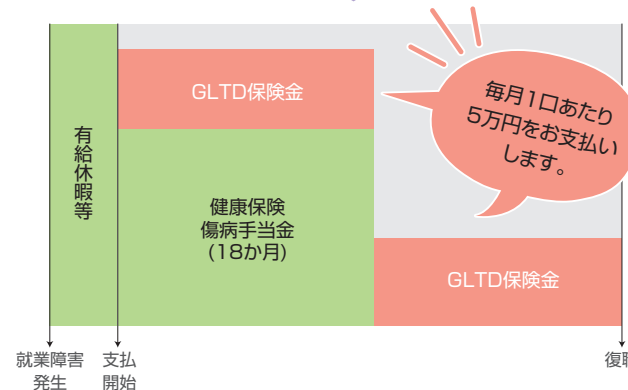 GLTD保険金
毎月1口あたり
5万円をお支払い
します。
有給休暇等
健康保険
傷病手当金
(18か月)
GLTD保険金
就業障害
発生
支払
開始
復職